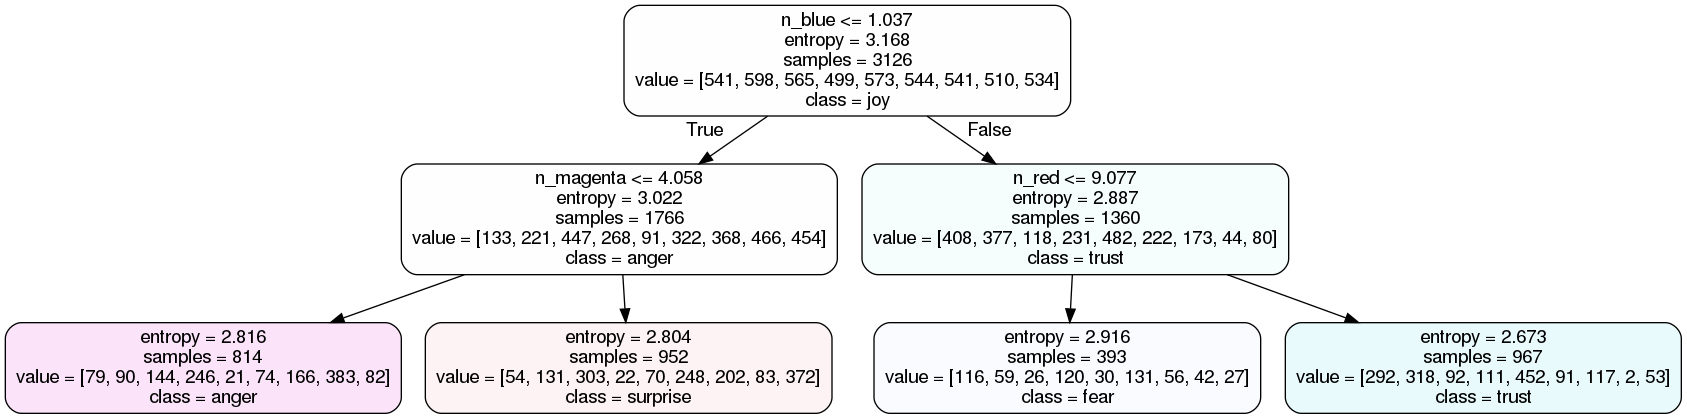 n_blue <= 1.037
entropy = 3.168
samples = 3126
value = [541, 598, 565, 499, 573, 544, 541, 510, 534]
class = joy
True
False
n_magenta <= 4.058
entropy = 3.022
samples = 1766
value = [133, 221, 447, 268, 91, 322, 368, 466, 454]
class = anger
n_red <= 9.077
entropy = 2.887
samples = 1360
value = [408, 377, 118, 231, 482, 222, 173, 44, 80]
class = trust
entropy = 2.816
samples = 814
value = [79, 90, 144, 246, 21, 74, 166, 383, 82]
class = anger
entropy = 2.804
samples = 952
value = [54, 131, 303, 22, 70, 248, 202, 83, 372]
class = surprise
entropy = 2.916
samples = 393
value = [116, 59, 26, 120, 30, 131, 56, 42, 27]
class = fear
entropy = 2.673
samples = 967
value = [292, 318, 92, 111, 452, 91, 117, 2, 53]
class = trust